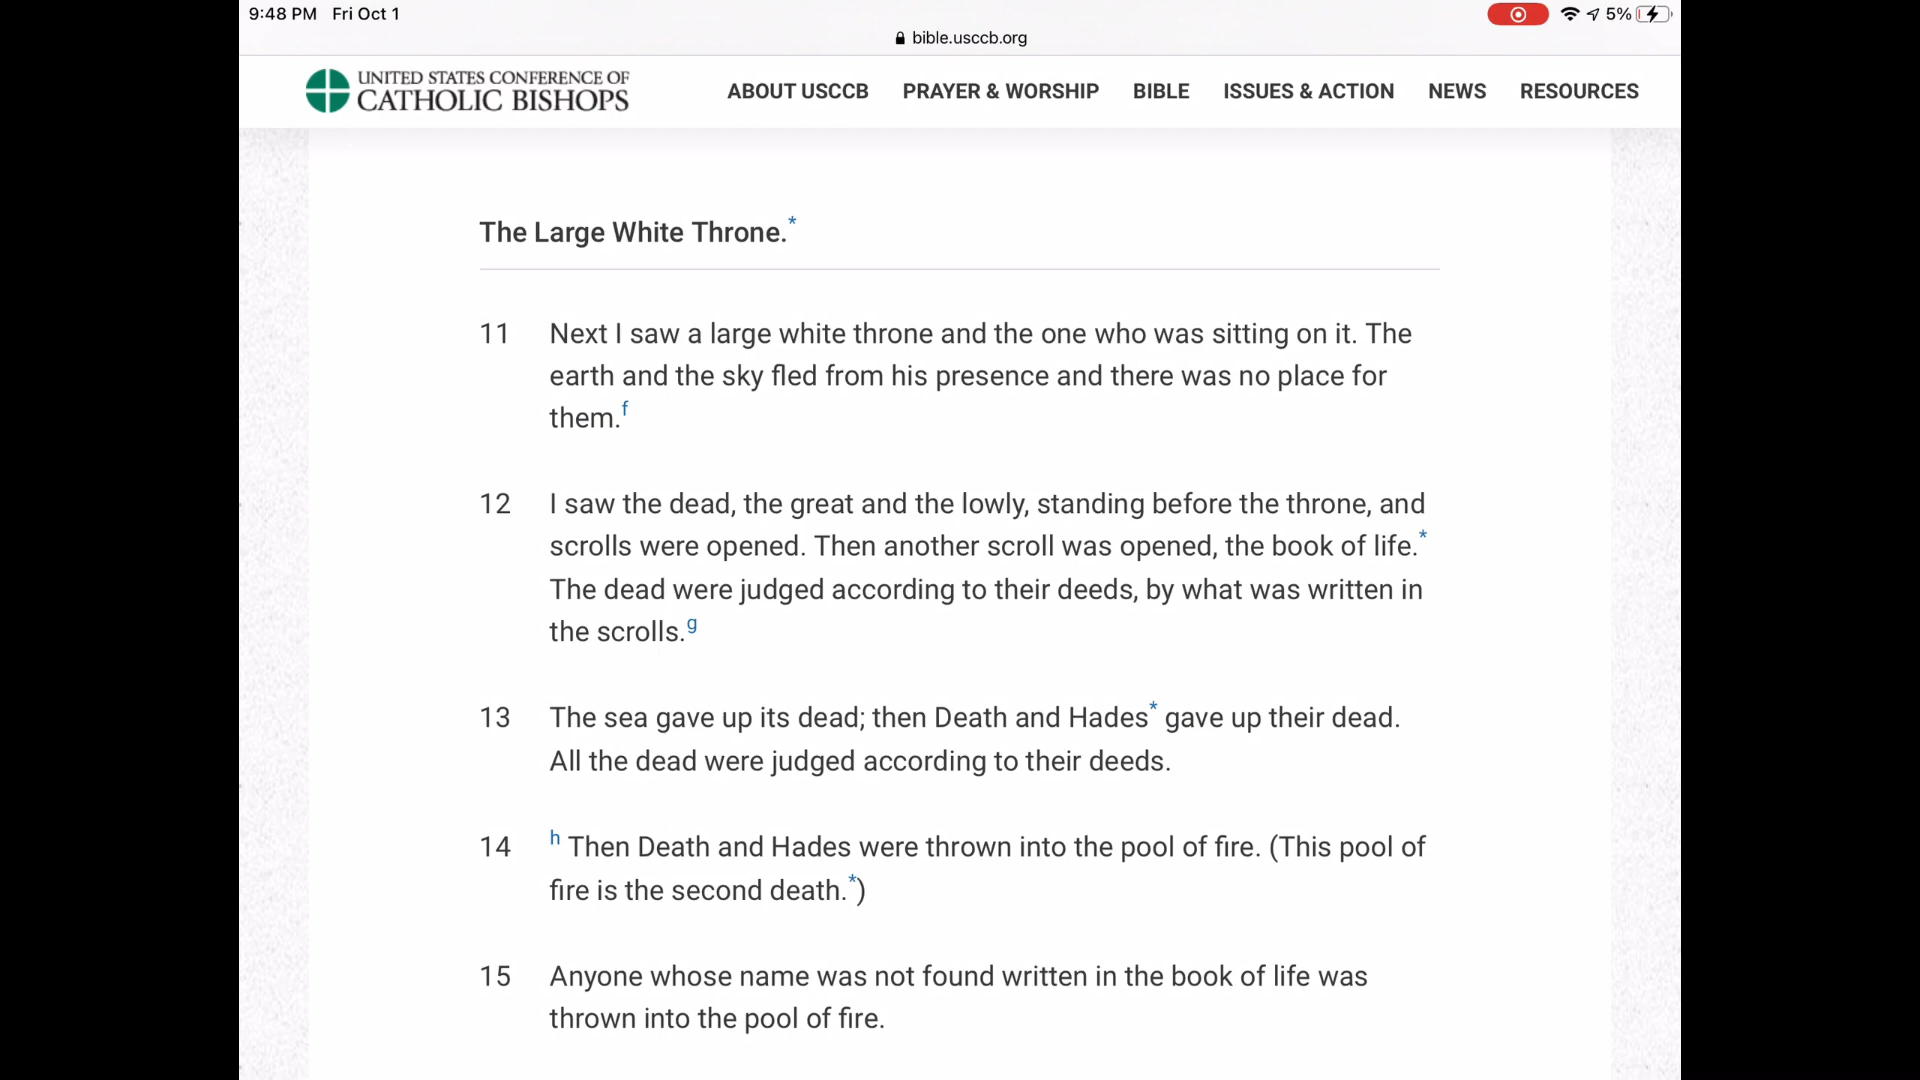 9:48 PM Fri Oct 1
5%
bible.usccb.org
UNITED STATES CONFERENCE OF
CATHOLIC BISHOPS
ABOUT USCCB PRAYER & WORSHIP BIBLE ISSUES & ACTION NEWS RESOURCES
The Large White Throne.*
11 Next I saw a large white throne and the one who was sitting on it. The
earth and the sky fled from his presence and there was no place for
them.f
12 I saw the dead, the great and the lowly, standing before the throne, and
scrolls were opened. Then another scroll was opened, the book of life.*
The dead were judged according to their deeds, by what was written in
the scrolls.g
13 The sea gave up its dead; then Death and Hades* gave up their dead.
All the dead were judged according to their deeds.
14 h Then Death and Hades were thrown into the pool of fire. (This pool of
fire is the second death.*)
15 Anyone whose name was not found written in the book of life was
thrown into the pool of fire.